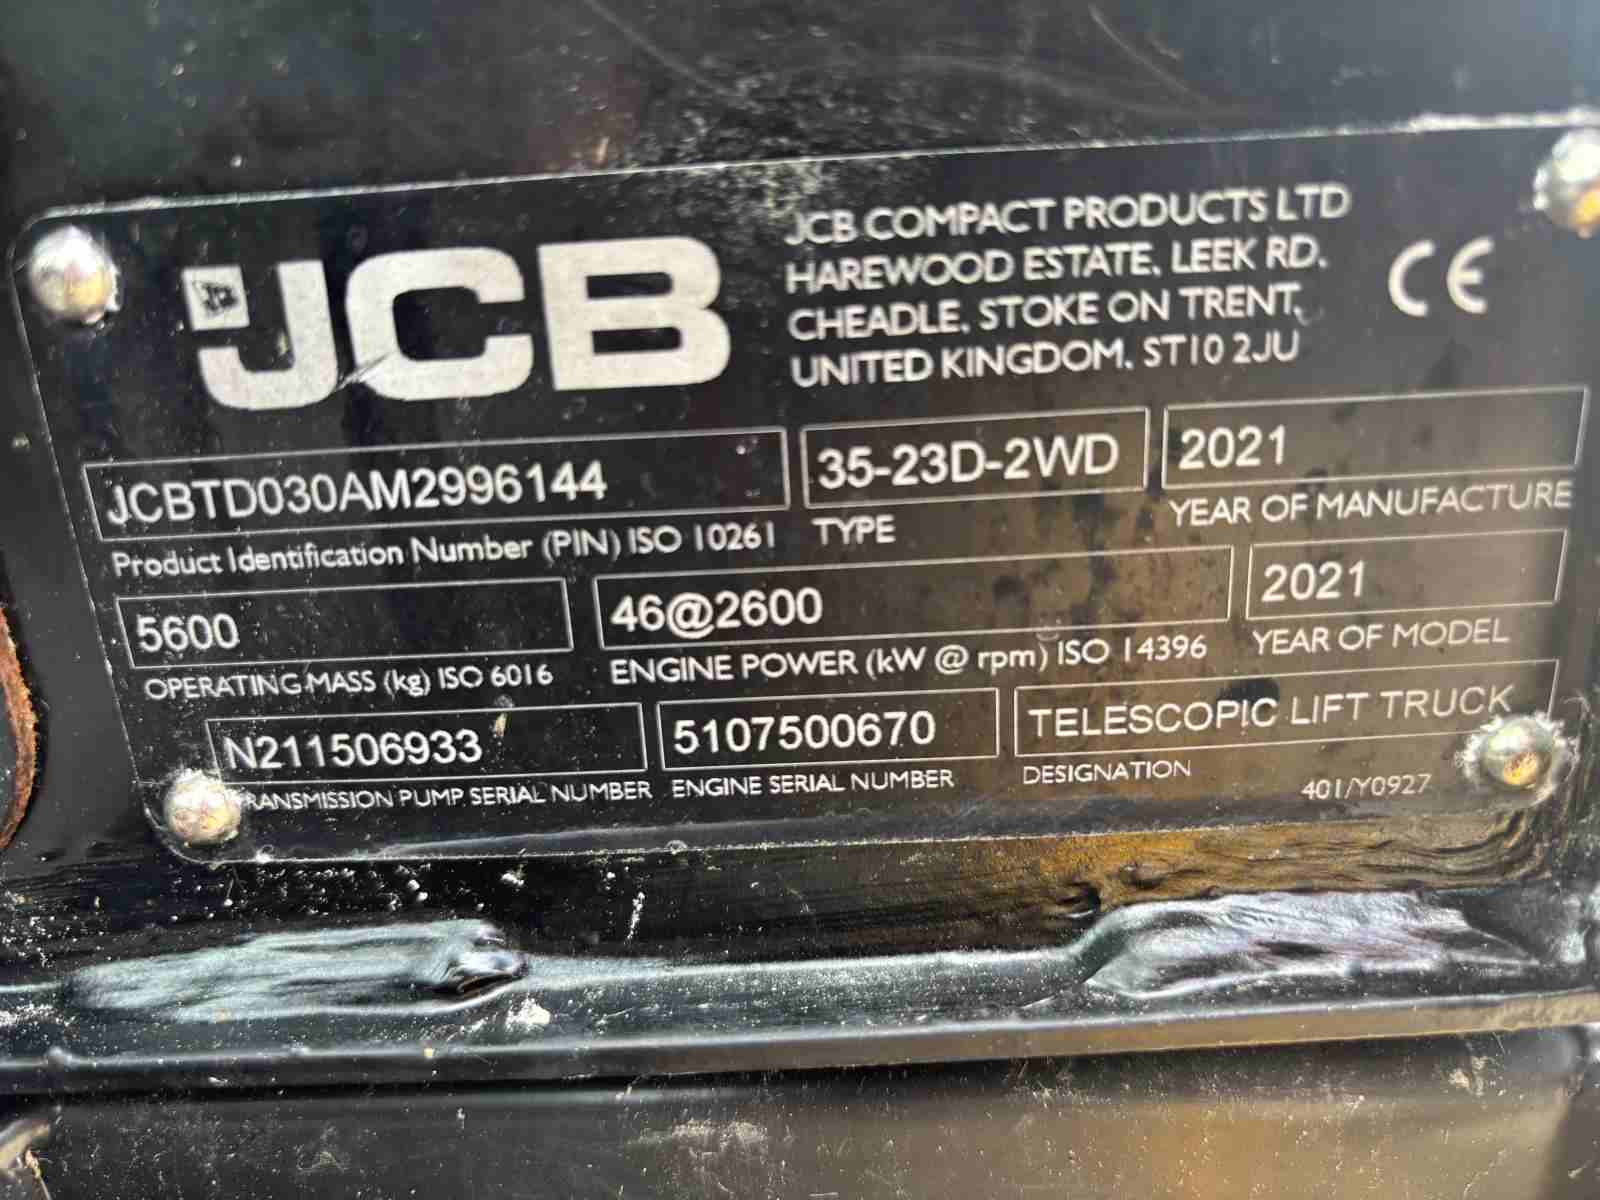 JCB
JCB COMPACT PRODUCTS LTD
HAREWOOD ESTATE, LEEK RD,
CHEADLE, STOKE ON TRENT,
UNITED KINGDOM. ST10 2JU
CE
JCBTD030AM2996144
Product Identification Number (PIN) ISO 10261
35-23D-2WD
TYPE
2021
YEAR OF MANUFACTURE
5600
OPERATING MASS (kg) ISO 6016
46@2600
ENGINE POWER (kW @ rpm) ISO 14396
2021
YEAR OF MODEL
N211506933
RANSMISSION PUMP SERIAL NUMBER
5107500670
ENGINE SERIAL NUMBER
TELESCOPIC LIFT TRUCK
DESIGNATION
401/Y0927